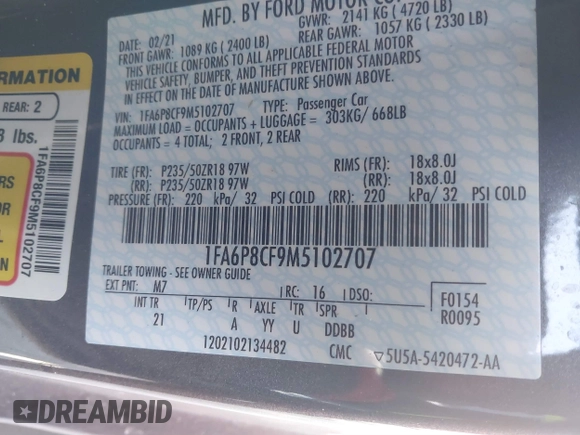 MFD. BY FORD MOTOR CO.
GVWR: 2141 KG ( 4720 LB)
DATE: 02/21
FRONT GAWR: 1089 KG ( 2400 LB)
REAR GAWR: 1057 KG ( 2330 LB)
THIS VEHICLE CONFORMS TO ALL APPLICABLE FEDERAL MOTOR
VEHICLE SAFETY, BUMPER, AND THEFT PREVENTION STANDARDS
IN EFFECT ON THE DATE OF MANUFACTURE SHOWN ABOVE.
VIN: 1FA6P8CF9M5102707 TYPE: Passenger Car
MAXIMUM LOAD = OCCUPANTS + LUGGAGE = 303KG/ 668LB
OCCUPANTS = 4 TOTAL; 2 FRONT, 2 REAR
TIRE (FR): P235/50ZR18 97W RIMS (FR): 18x8.0J
(RR): P235/50ZR18 97W (RR): 18x8.0J
PRESSURE (FR): 220 kPa/ 32 PSI COLD (RR): 220 kPa/ 32 PSI COLD
1FA6P8CF9M5102707
TRAILER TOWING - SEE OWNER GUIDE
EXT PNT: M7 RC: 16 DSO:
F0154
R0095
INT TR TP/PS R AXLE TR SPR
21 A YY U DDBB
1202102134482 CMC 5U5A-5420472-AA
ORMATION
REAR: 2
8 lbs.
RS
OR
ON
1FA6P8CF9M5102707
DREAMBID